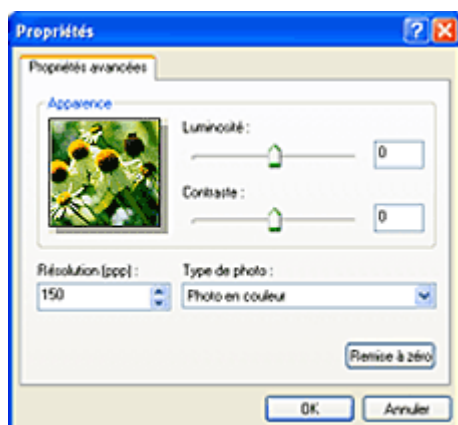 Propriétés
Propriétés avancées
Apparence
Luminosité :
0
Contraste :
0
Résolution (ppp) :
Type de photo :
150
Photo en couleur
Remise à zéro
OK
Annuler